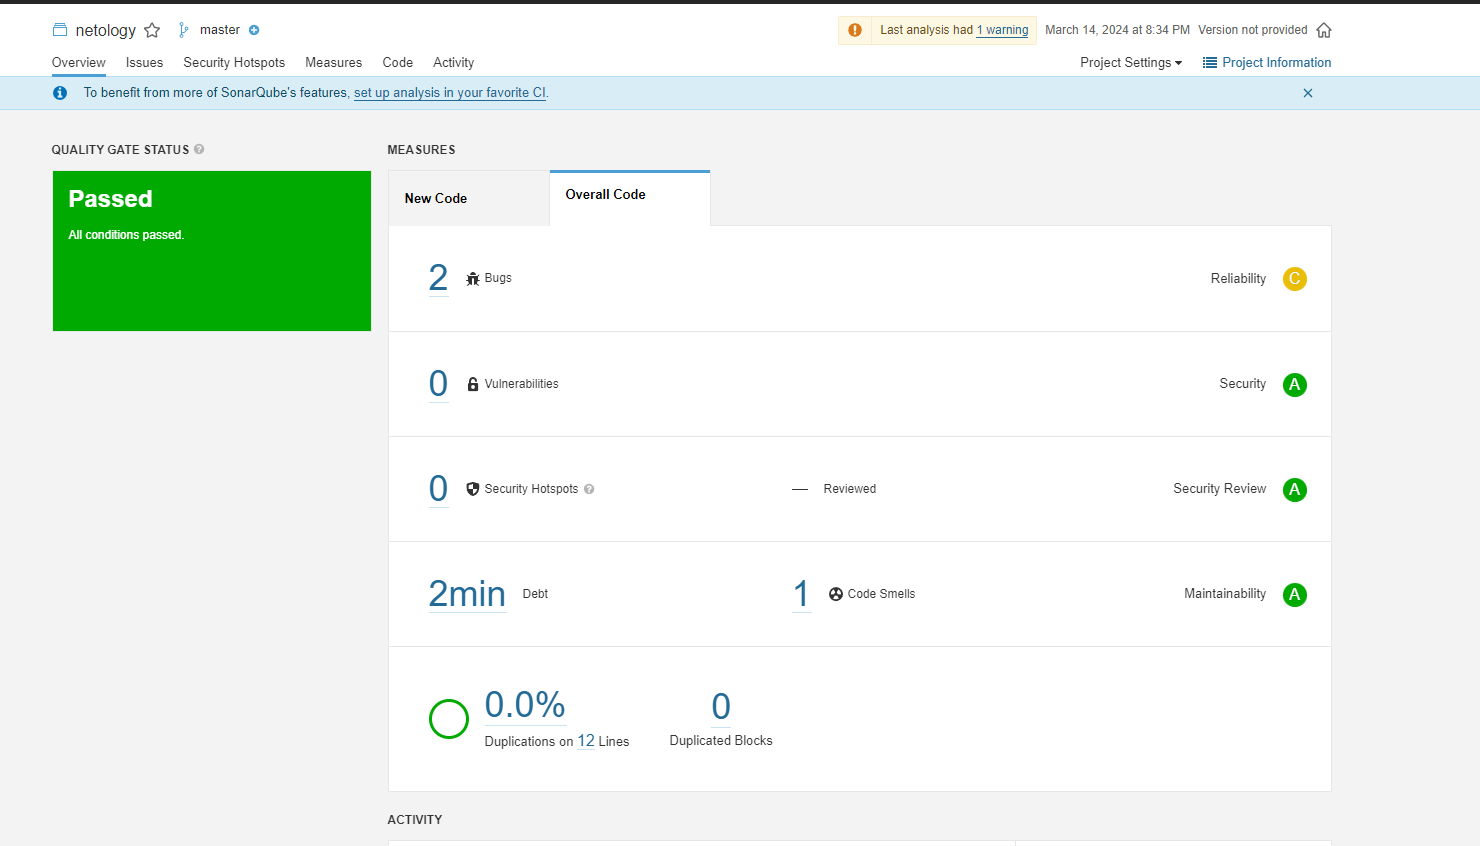 netology master Last analysis had 1 warning March 14, 2024 at 8:34 PM Version not provided
Overview Issues Security Hotspots Measures Code Activity Project Settings Project Information
To benefit from more of SonarQube's features, set up analysis in your favorite CI.
QUALITY GATE STATUS
Passed
All conditions passed.
MEASURES
New Code Overall Code
2 Bugs Reliability C
0 Vulnerabilities Security A
0 Security Hotspots Reviewed Security Review A
2min Debt 1 Code Smells Maintainability A
0.0% 0
Duplications on 12 Lines Duplicated Blocks
ACTIVITY